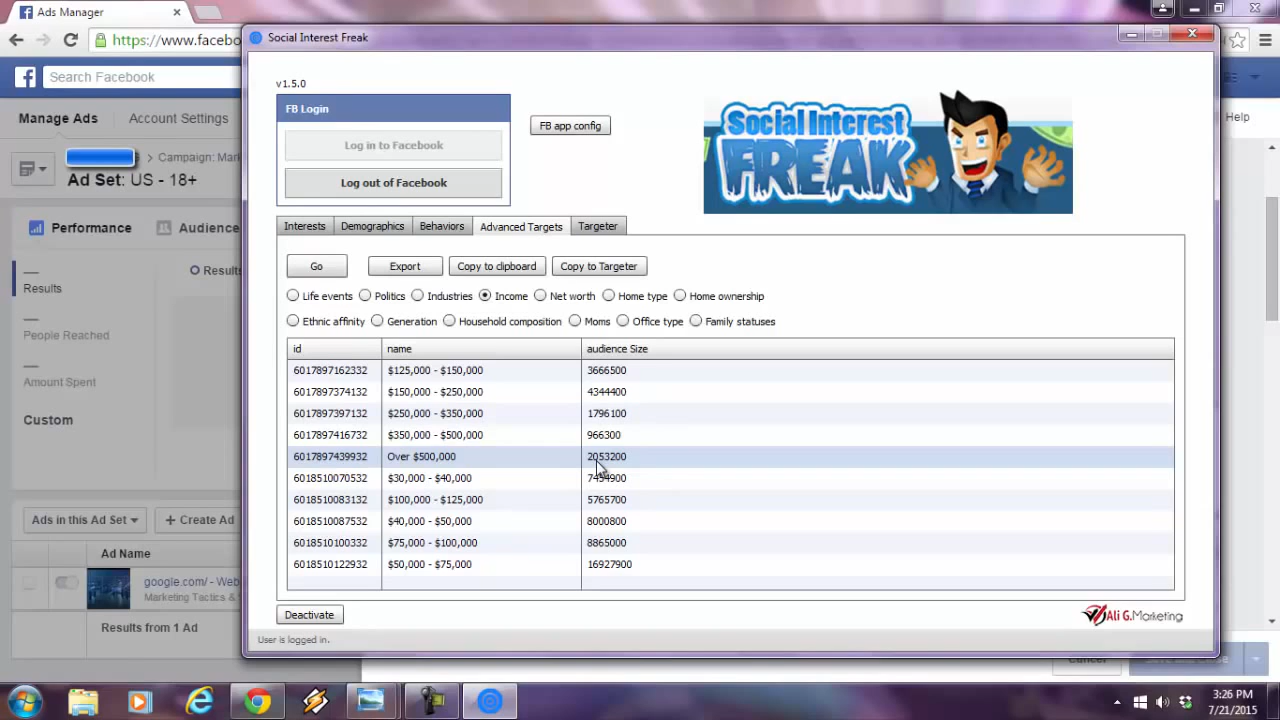 Ads Manager
https://www.facebo
Search Facebook
Manage Ads
Account Settings
Help
Campaign: Mark
Ad Set: US - 18+
Performance
Audience
Results
Results
People Reached
Amount Spent
Custom
Ads in this Ad Set
+ Create Ad
Ad Name
google.com/ - Web
Marketing Tactics &
Results from 1 Ad
Social Interest Freak
v1.5.0
FB Login
Log in to Facebook
Log out of Facebook
FB app config
Social Interest
FREAK
Interests Demographics Behaviors Advanced Targets Targeter
Go Export Copy to clipboard Copy to Targeter
Life events Politics Industries Income Net worth Home type Home ownership
Ethnic affinity Generation Household composition Moms Office type Family statuses
id name audience Size
6017897162332 $125,000 - $150,000 3666500
6017897374132 $150,000 - $250,000 4344400
6017897397132 $250,000 - $350,000 1796100
6017897416732 $350,000 - $500,000 966300
6017897439932 Over $500,000 2053200
6018510070532 $30,000 - $40,000
6018510083132 $100,000 - $125,000 5765700
6018510087532 $40,000 - $50,000 8000800
6018510100332 $75,000 - $100,000 8865000
6018510122932 $50,000 - $75,000 16927900
Deactivate
Ali G.Marketing
User is logged in.
Cancel
3:26 PM
7/21/2015